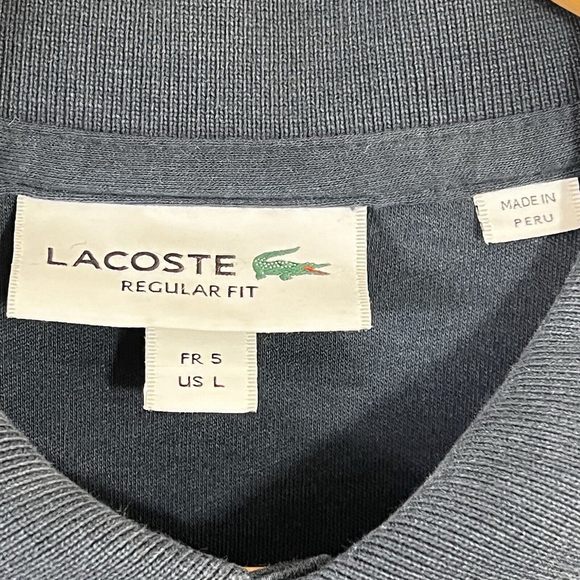 LACOSTE
REGULAR FIT
FR 5
US L
MADE IN
PERU